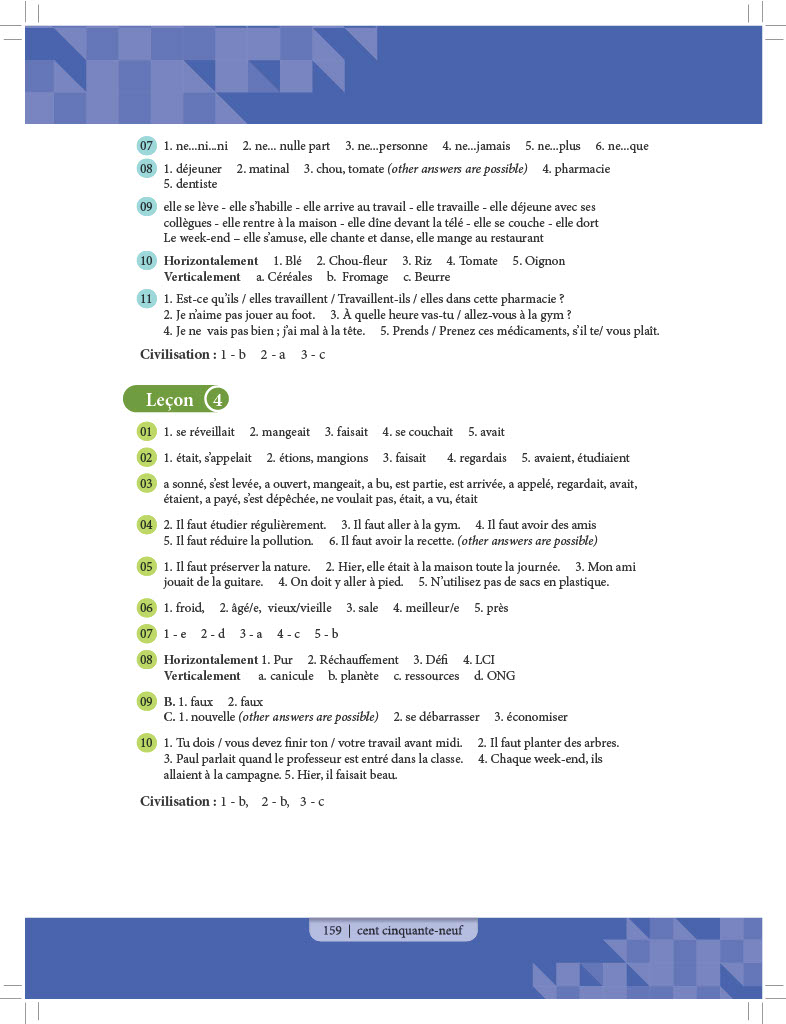 07 1. ne...ni...ni 2. ne... nulle part 3. ne...personne 4. ne...jamais 5. ne...plus 6. ne...que
08 1. déjeuner 2. matinal 3. chou, tomate (other answers are possible) 4. pharmacie
5. dentiste
09 elle se lève - elle s'habille - elle arrive au travail - elle travaille - elle déjeune avec ses
collègues - elle rentre à la maison - elle dîne devant la télé - elle se couche - elle dort
Le week-end – elle s'amuse, elle chante et danse, elle mange au restaurant
10 Horizontalement 1. Blé 2. Chou-fleur 3. Riz 4. Tomate 5. Oignon
Verticalement a. Céréales b. Fromage c. Beurre
11 1. Est-ce qu'ils / elles travaillent / Travaillent-ils / elles dans cette pharmacie ?
2. Je n'aime pas jouer au foot. 3. À quelle heure vas-tu / allez-vous à la gym ?
4. Je ne vais pas bien ; j'ai mal à la tête. 5. Prends / Prenez ces médicaments, s'il te/ vous plaît.
Civilisation : 1 - b 2 - a 3 - c
Leçon 4
01 1. se réveillait 2. mangeait 3. faisait 4. se couchait 5. avait
02 1. était, s'appelait 2. étions, mangions 3. faisait 4. regardais 5. avaient, étudiaient
03 a sonné, s'est levée, a ouvert, mangeait, a bu, est partie, est arrivée, a appelé, regardait, avait,
étaient, a payé, s'est dépêchée, ne voulait pas, était, a vu, était
04 2. Il faut étudier régulièrement. 3. Il faut aller à la gym. 4. Il faut avoir des amis
5. Il faut réduire la pollution. 6. Il faut avoir la recette. (other answers are possible)
05 1. Il faut préserver la nature. 2. Hier, elle était à la maison toute la journée. 3. Mon ami
jouait de la guitare. 4. On doit y aller à pied. 5. N'utilisez pas de sacs en plastique.
06 1. froid, 2. âgé/e, vieux/vieille 3. sale 4. meilleur/e 5. près
07 1 - e 2 - d 3 - a 4 - c 5 - b
08 Horizontalement 1. Pur 2. Réchauffement 3. Défi 4. LCI
Verticalement a. canicule b. planète c. ressources d. ONG
09 B. 1. faux 2. faux
C. 1. nouvelle (other answers are possible) 2. se débarrasser 3. économiser
10 1. Tu dois / vous devez finir ton / votre travail avant midi. 2. Il faut planter des arbres.
3. Paul parlait quand le professeur est entré dans la classe. 4. Chaque week-end, ils
allaient à la campagne. 5. Hier, il faisait beau.
Civilisation : 1 - b, 2 - b, 3 - c
159 | cent cinquante-neuf